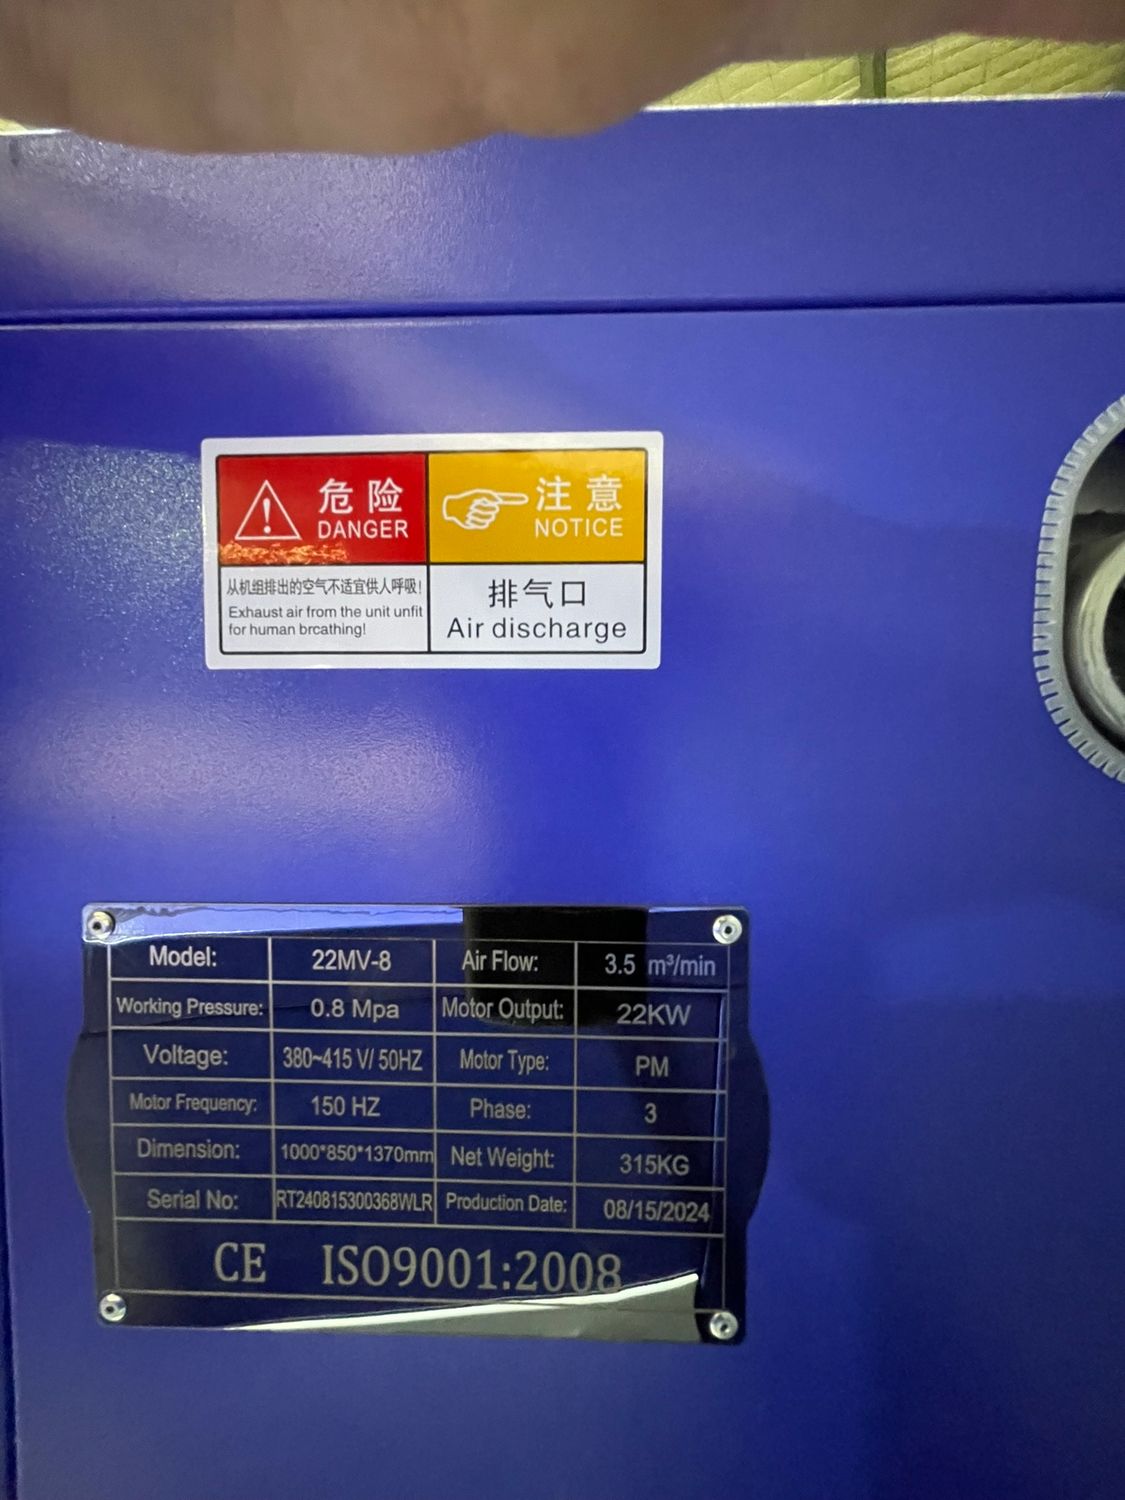 危险
DANGER
注意
NOTICE
从机组排出的空气不适宜供人呼吸!
Exhaust air from the unit unfit
for human brcathing!
排气口
Air discharge
Model: 22MV-8 Air Flow: 3.5 m³/min
Working Pressure: 0.8 Mpa Motor Output: 22KW
Voltage: 380~415 V/ 50HZ Motor Type: PM
Motor Frequency: 150 HZ Phase: 3
Dimension: 1000*850*1370mm Net Weight: 315KG
Serial No: RT240815300368WLR Production Date: 08/15/2024
CE ISO9001:2008